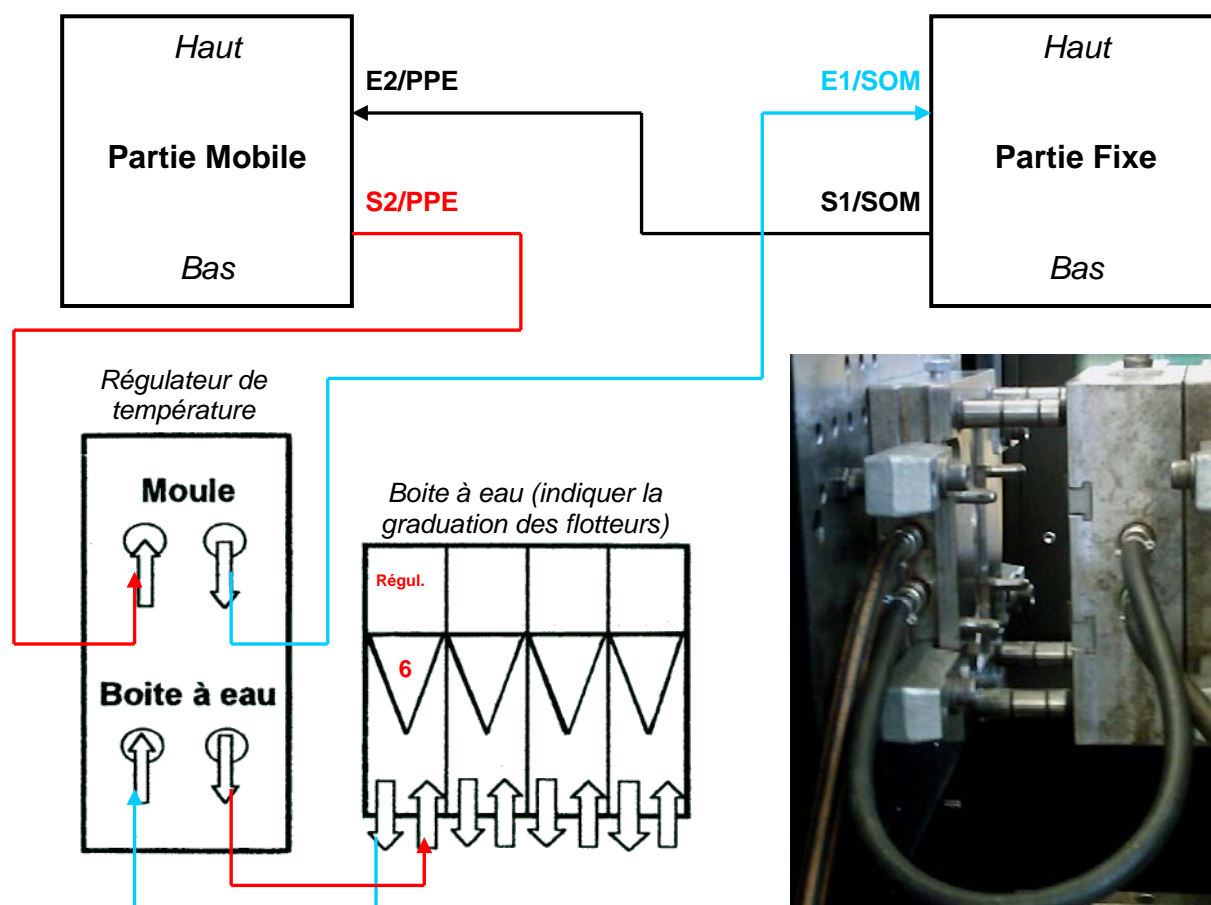 Haut
Haut
E2/PPE
E1/SOM
Partie Mobile
Partie Fixe
S2/PPE
S1/SOM
Bas
Bas
Régulateur de
température
Moule
Boite à eau
Boite à eau (indiquer la
graduation des flotteurs)
Régul.
6